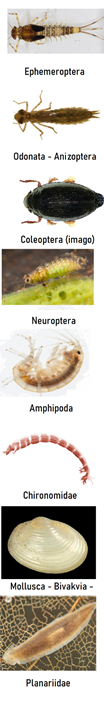 Ephemeroptera
Odonata - Anizoptera
Coleoptera (imago)
Neuroptera
Amphipoda
Chironomidae
Mollusca - Bivakvia -
Planariidae